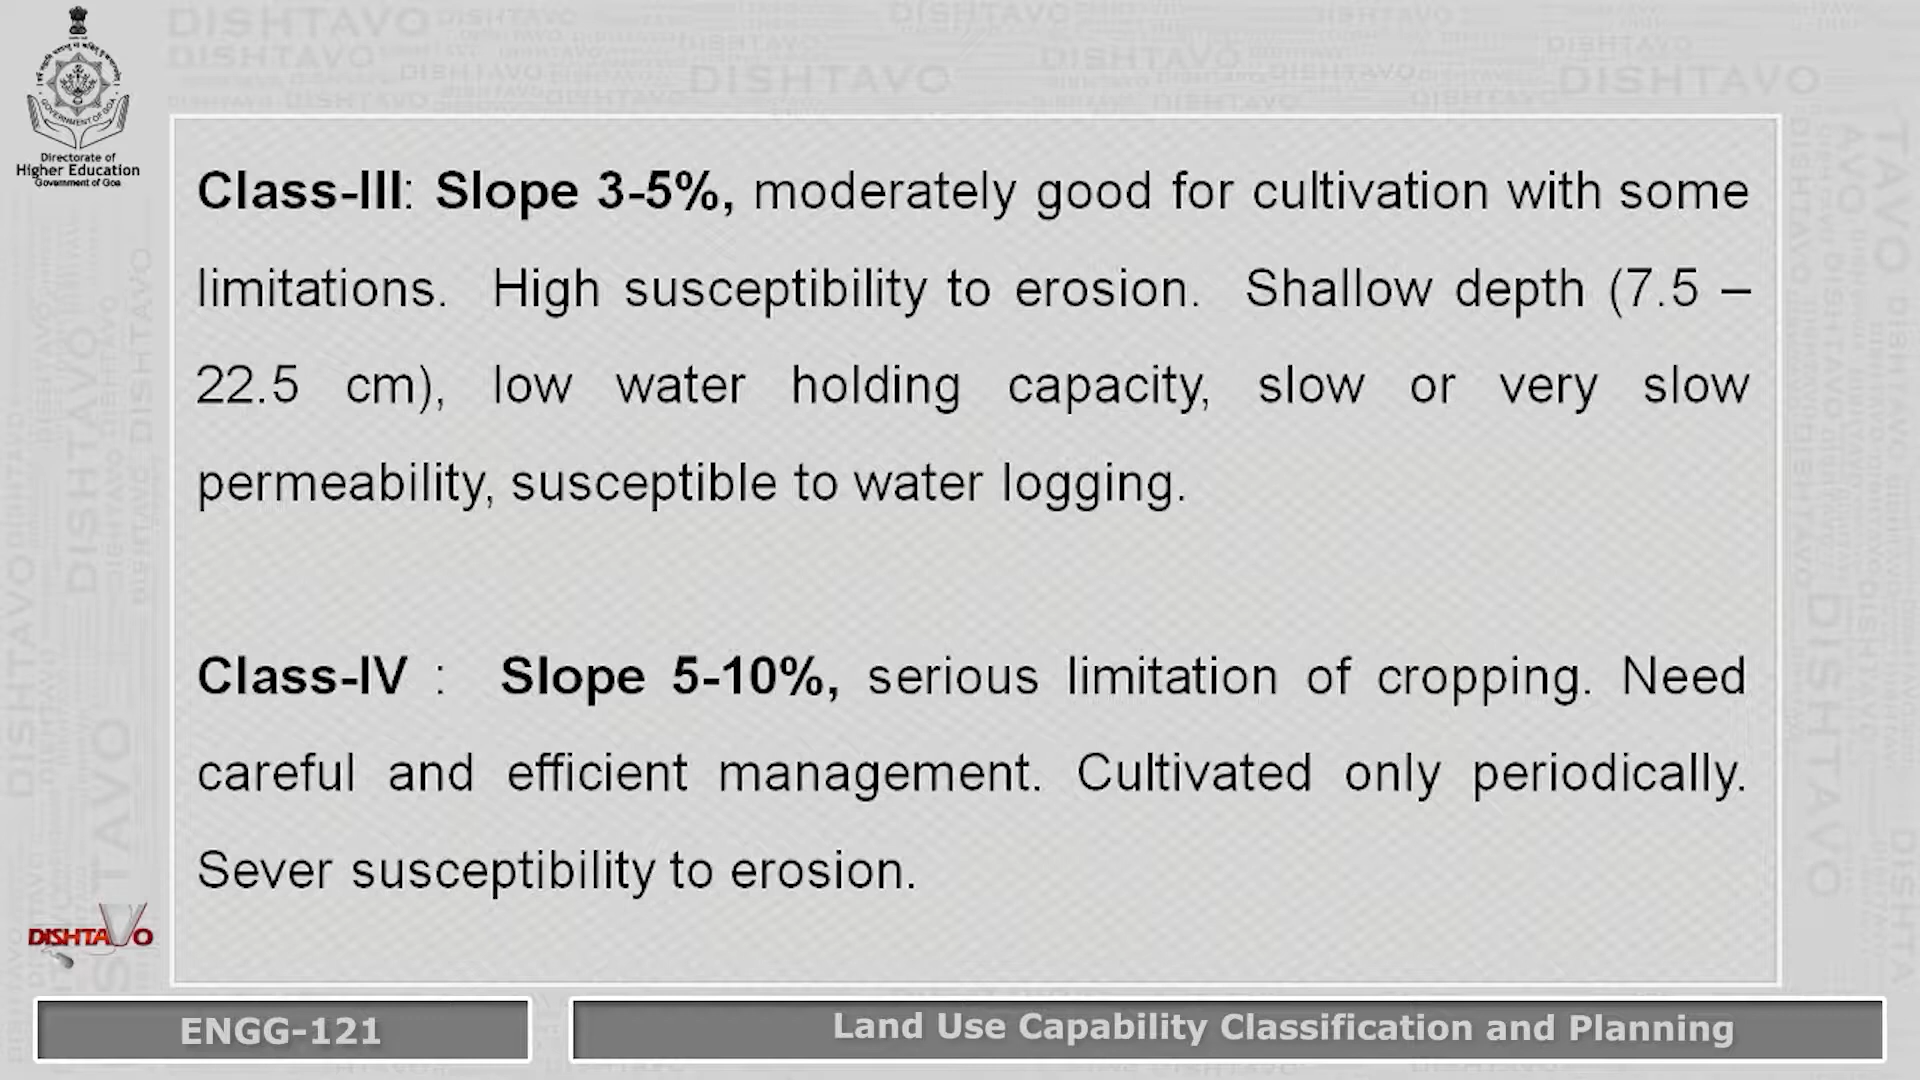 Directorate of
Higher Education
Government of Goa
Class-III: Slope 3-5%, moderately good for cultivation with some
limitations. High susceptibility to erosion. Shallow depth (7.5 –
22.5 cm), low water holding capacity, slow or very slow
permeability, susceptible to water logging.
Class-IV : Slope 5-10%, serious limitation of cropping. Need
careful and efficient management. Cultivated only periodically.
Sever susceptibility to erosion.
DISHTAVO
ENGG-121
Land Use Capability Classification and Planning